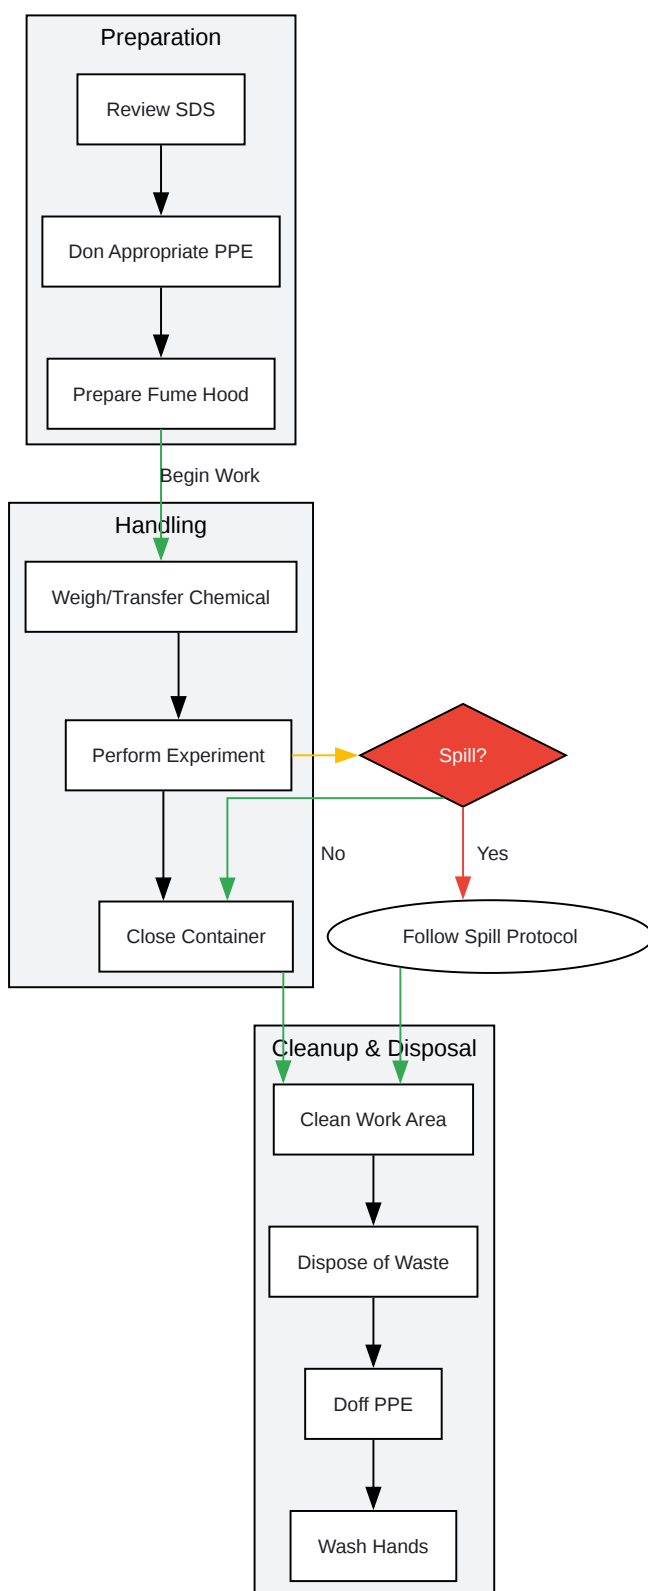 Preparation
Review SDS
Don Appropriate PPE
Prepare Fume Hood
Begin Work
Handling
Weigh/Transfer Chemical
Perform Experiment
Spill?
No
Yes
Close Container
Follow Spill Protocol
Cleanup & Disposal
Clean Work Area
Dispose of Waste
Doff PPE
Wash Hands